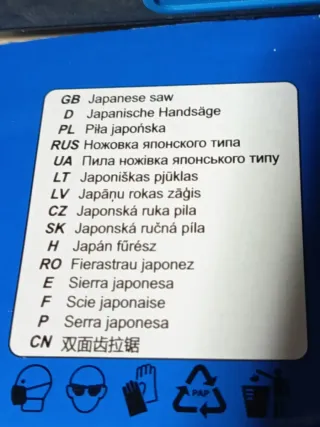 GB Japanese saw
D Japanische Handsäge
PL Piła japońska
RUS Ножовка японского типа
UA Пила ножівка японського типу
LT Japoniškas pjūklas
LV Japāņu rokas zāģis
CZ Japonská ruka pila
SK Japonská ručná píla
H Japán fűrész
RO Fierastrau japonez
E Sierra japonesa
F Scie japonaise
P Serra japonesa
CN 双面齿拉锯
PAP